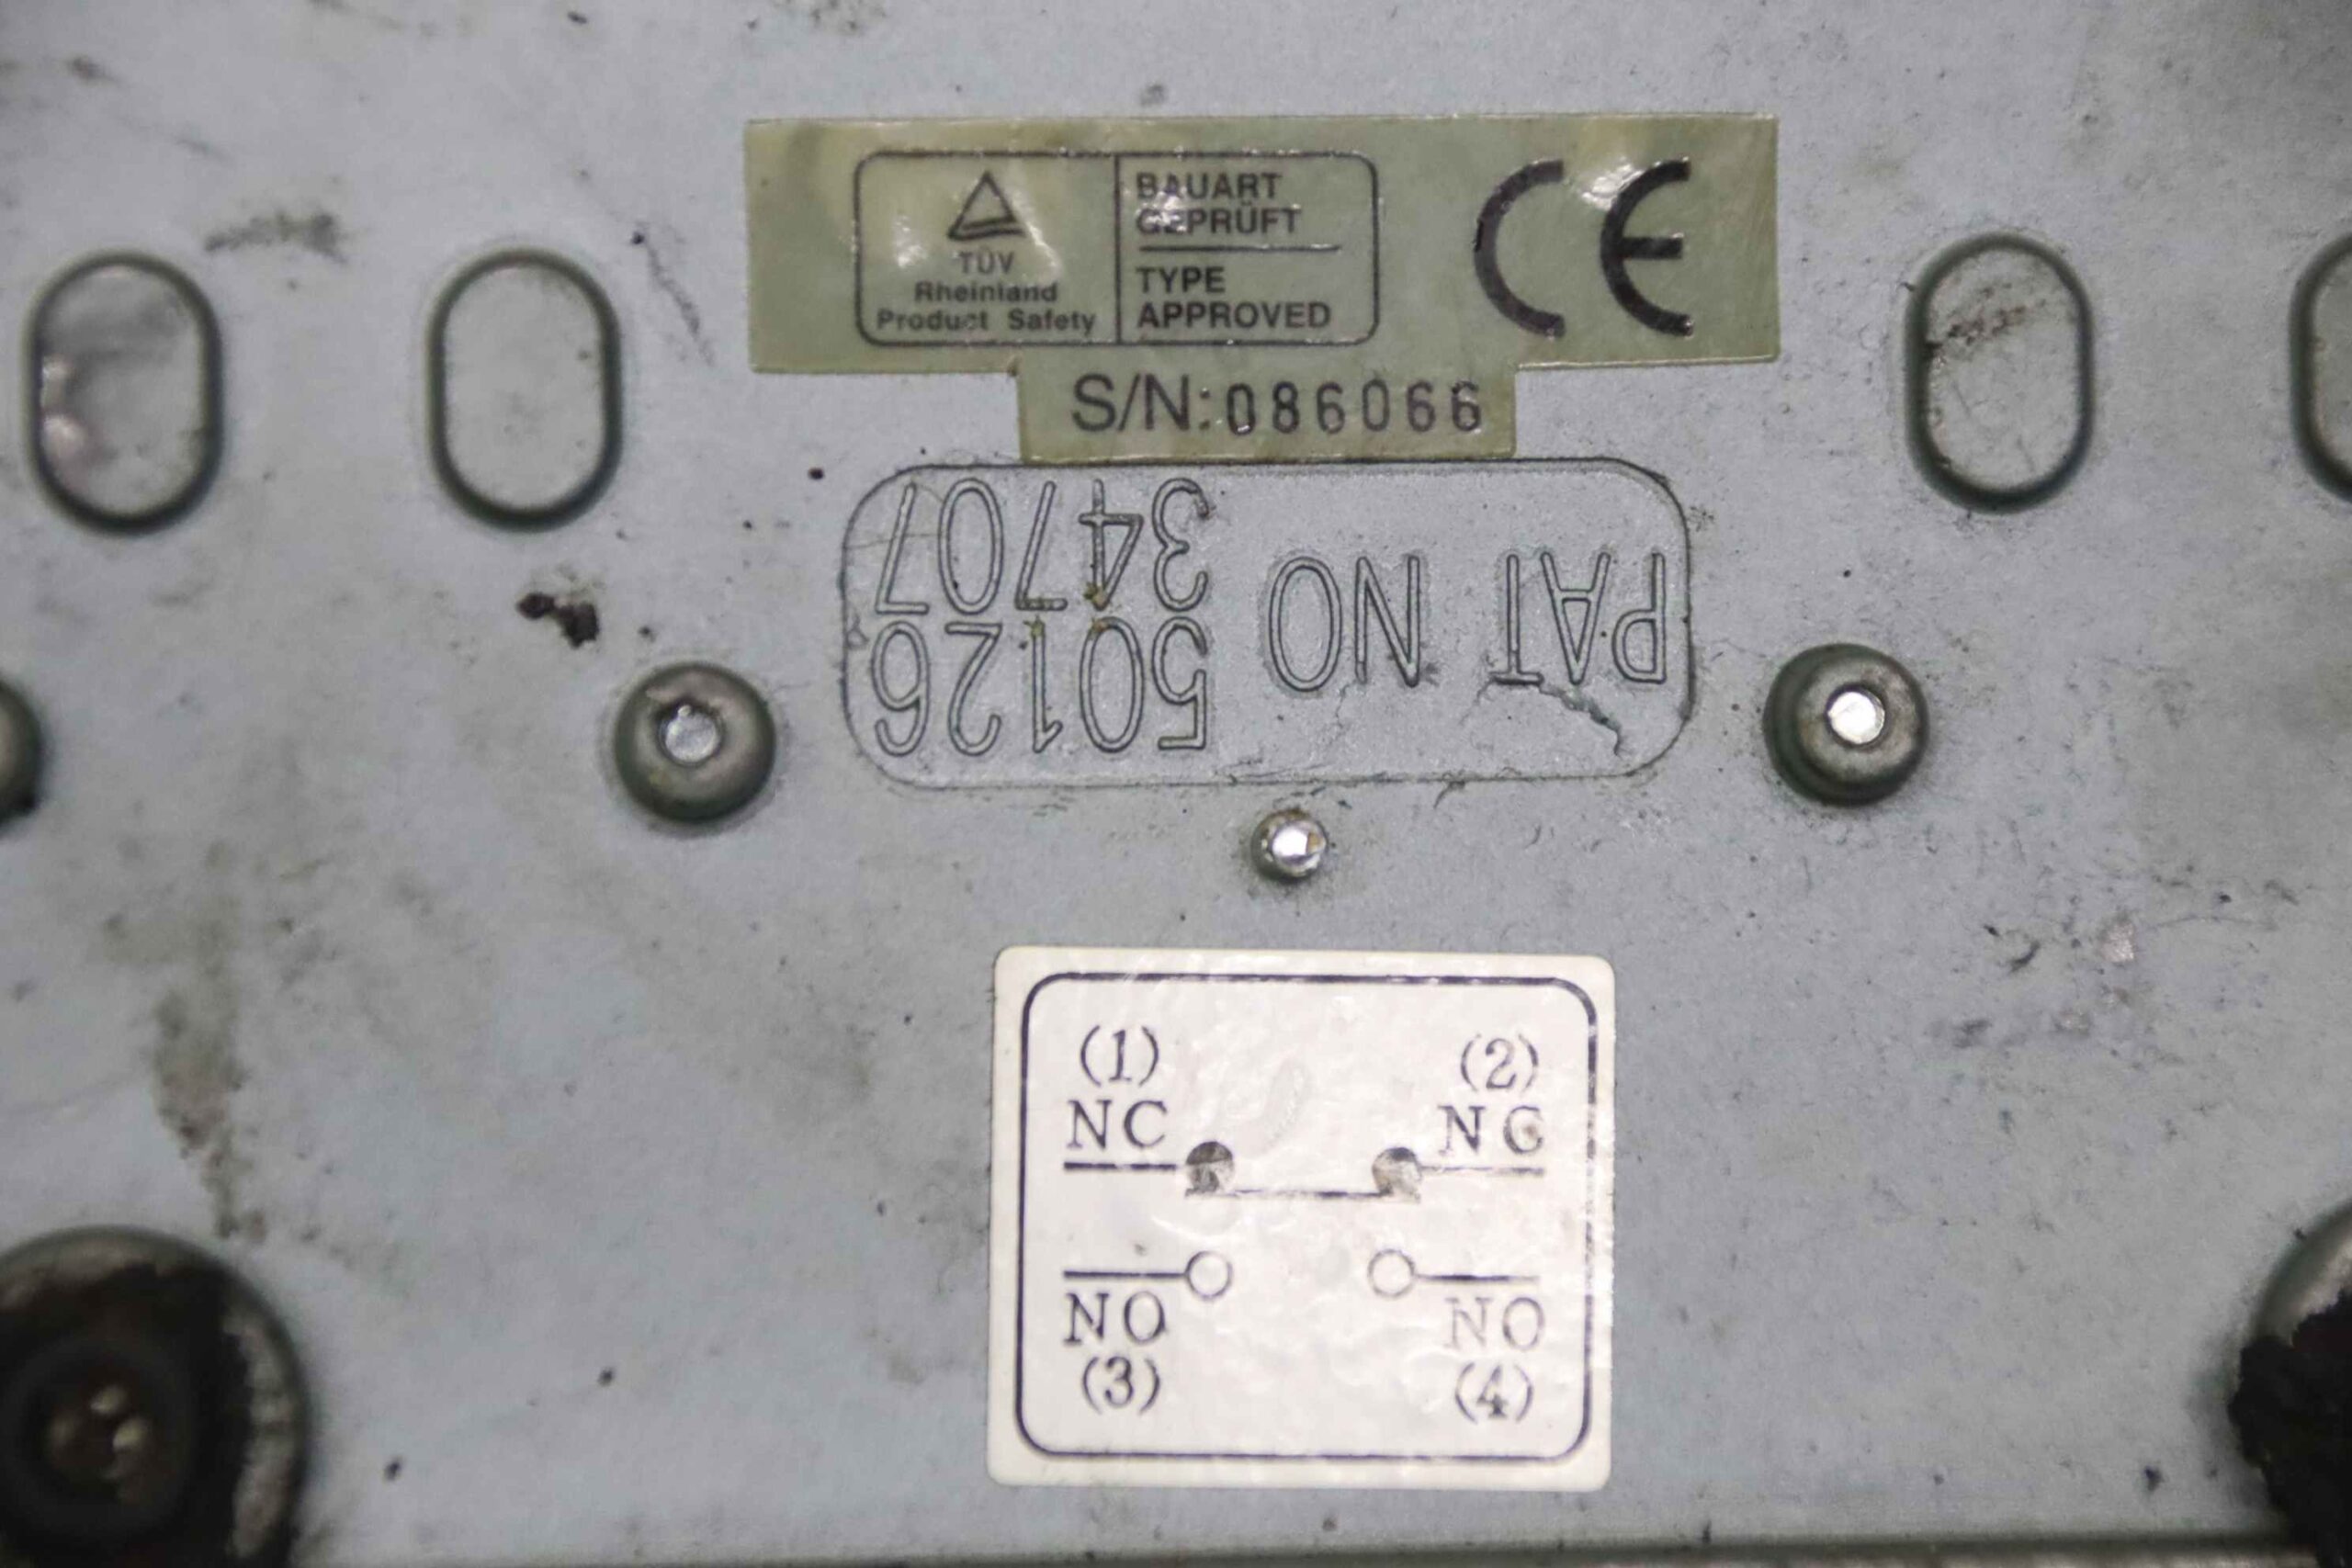 BAUART
GEPRÜFT
TÜV
Rheinland
Product Safety
TYPE
APPROVED
CE
S/N:086066
PAT NO
50126
34707
(1) (2)
NC NC
NO NO
(3) (4)